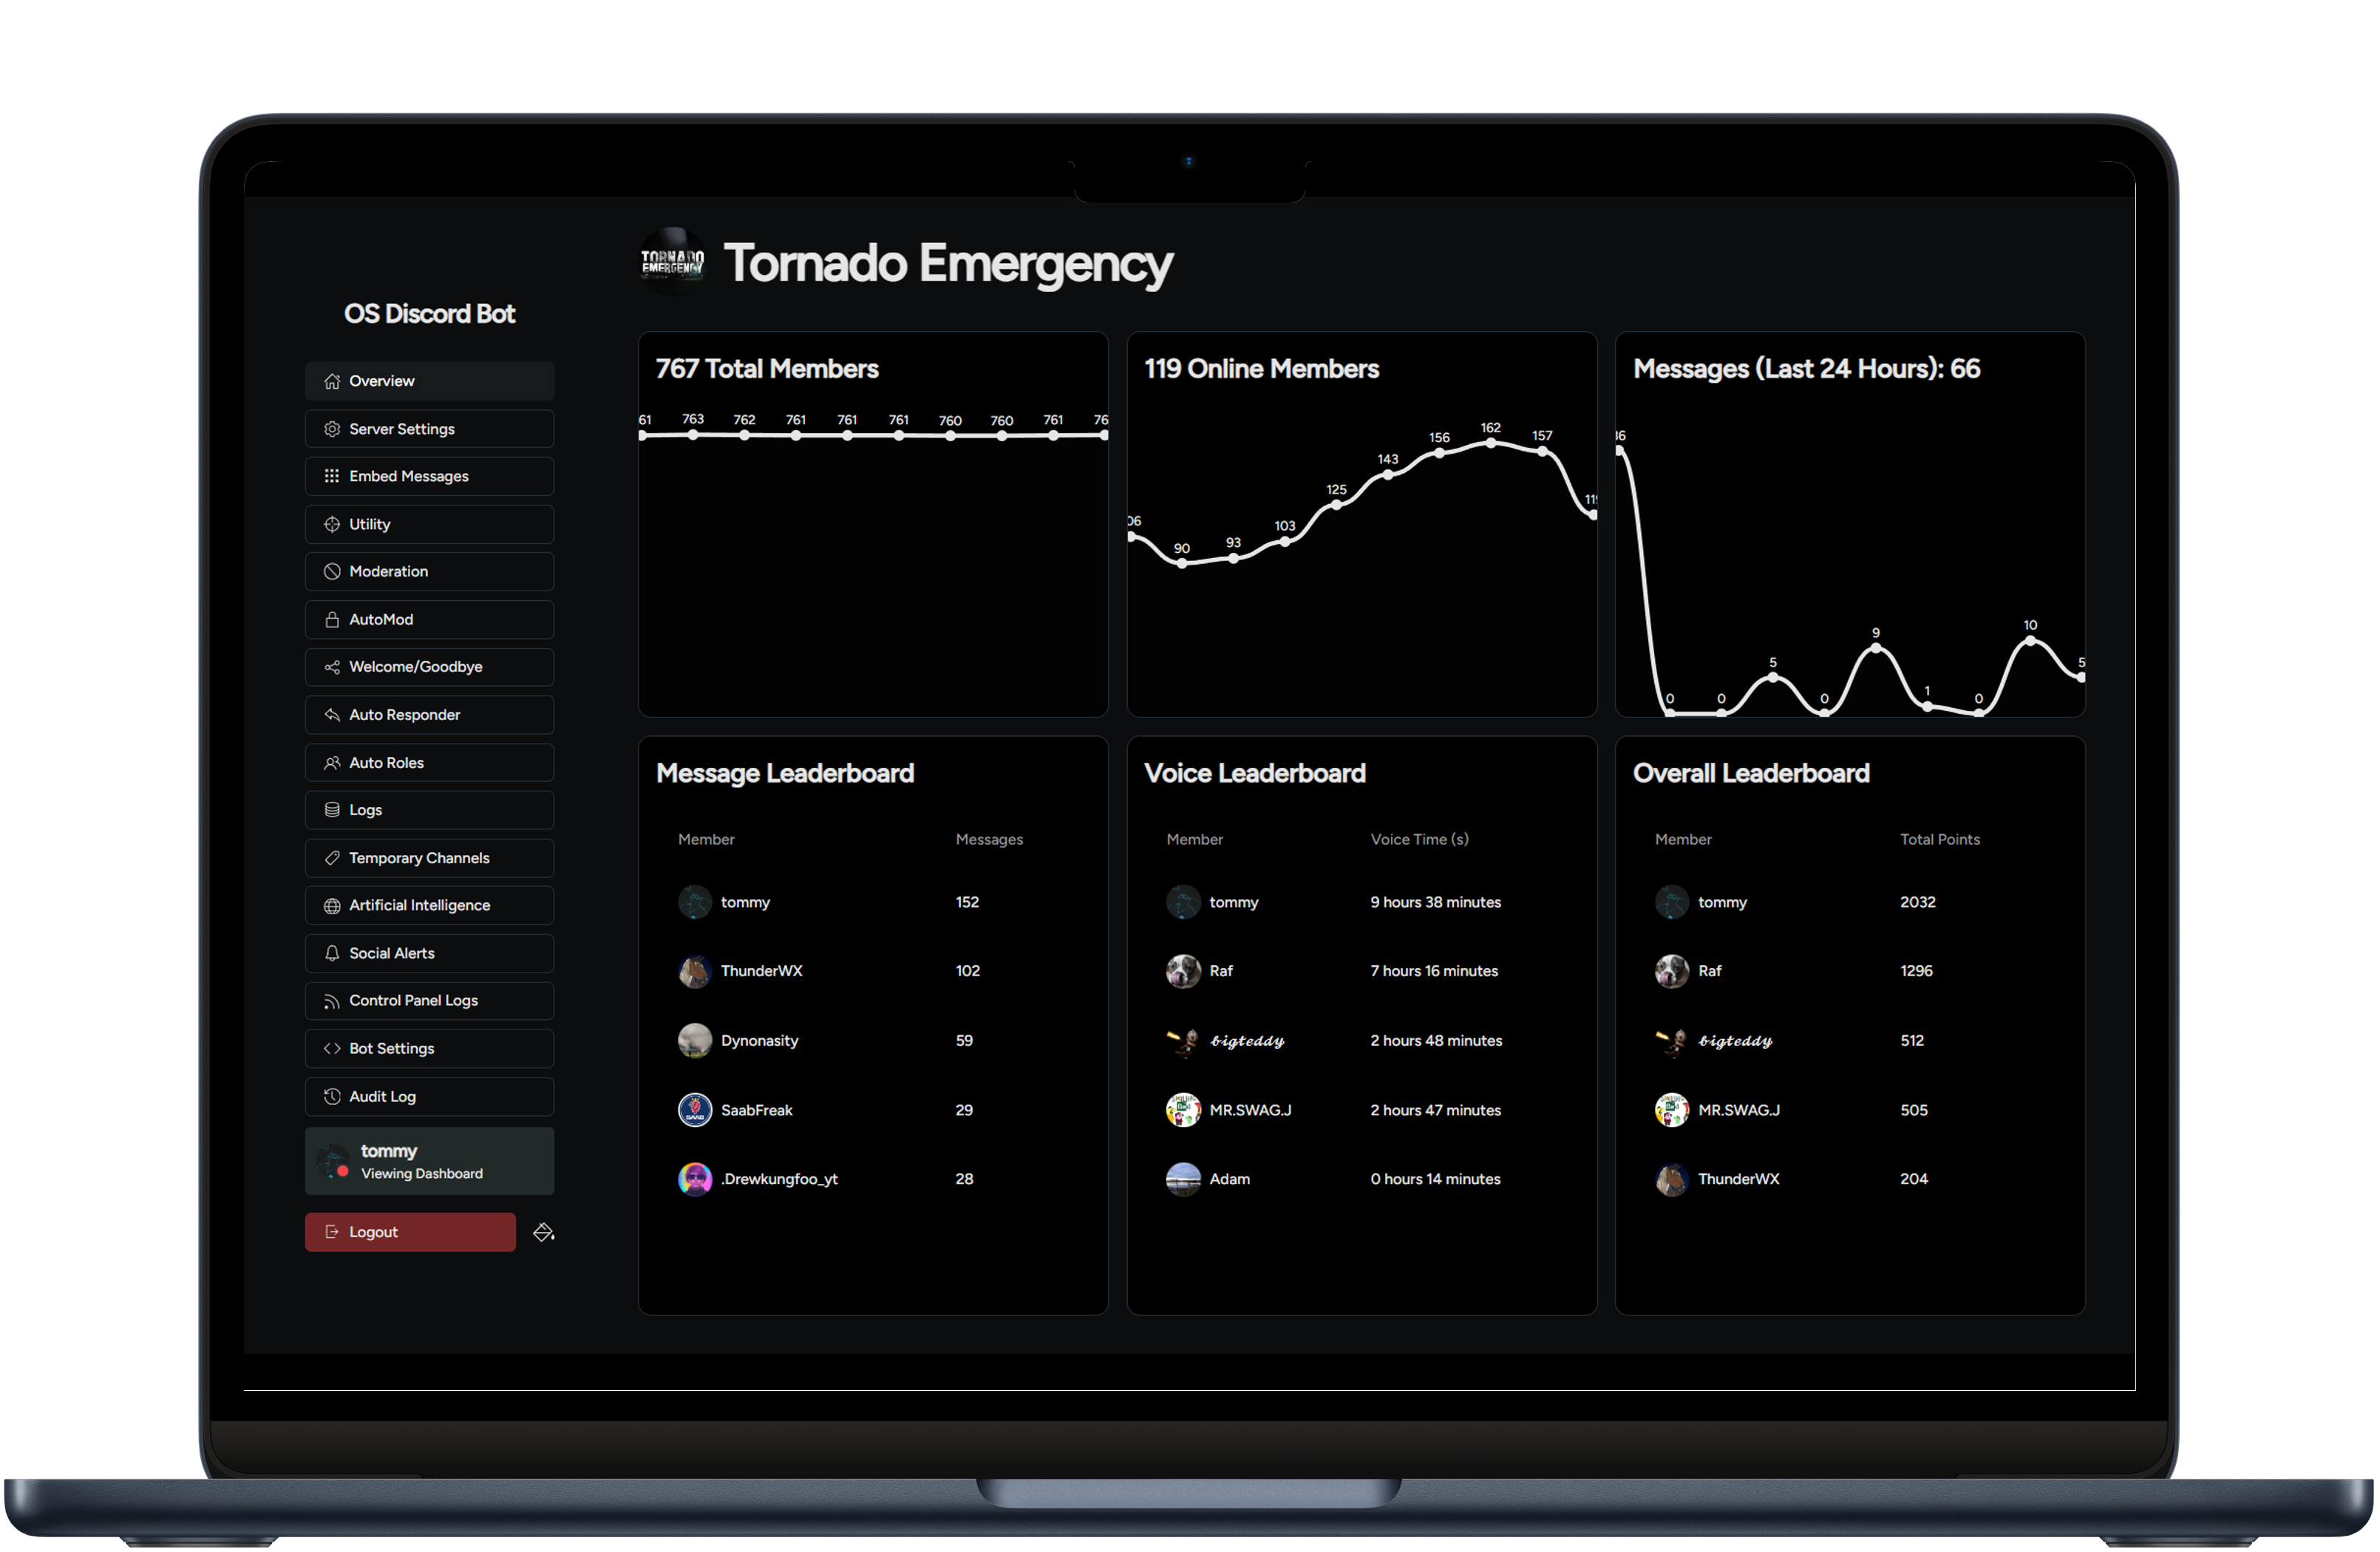 TORNADO
EMERGENCY
Tornado Emergency
OS Discord Bot
Overview
Server Settings
Embed Messages
Utility
Moderation
AutoMod
Welcome/Goodbye
Auto Responder
Auto Roles
Logs
Temporary Channels
Artificial Intelligence
Social Alerts
Control Panel Logs
Bot Settings
Audit Log
tommy
Viewing Dashboard
Logout
767 Total Members
61 763 762 761 761 761 760 760 761 76
119 Online Members
06 90 93 103 125 143 156 162 157 119
Messages (Last 24 Hours): 66
36 0 0 5 0 9 1 0 10 5
Message Leaderboard
Member Messages
tommy 152
ThunderWX 102
Dynonasity 59
SaabFreak 29
.Drewkungfoo_yt 28
Voice Leaderboard
Member Voice Time (s)
tommy 9 hours 38 minutes
Raf 7 hours 16 minutes
𝓫𝓲𝓰𝓽𝓮𝓭𝓭𝔂 2 hours 48 minutes
MR.SWAG.J 2 hours 47 minutes
Adam 0 hours 14 minutes
Overall Leaderboard
Member Total Points
tommy 2032
Raf 1296
𝓫𝓲𝓰𝓽𝓮𝓭𝓭𝔂 512
MR.SWAG.J 505
ThunderWX 204